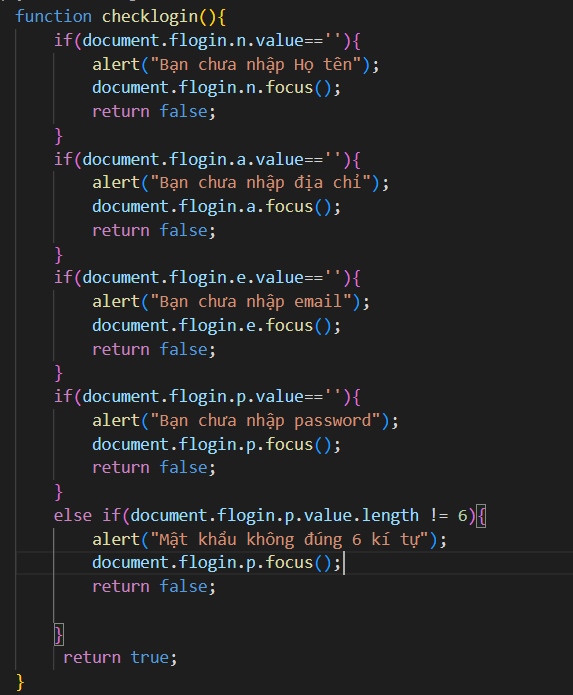 function checklogin(){
    if(document.flogin.n.value==''){
        alert("Bạn chưa nhập Họ tên");
        document.flogin.n.focus();
        return false;
    }
    if(document.flogin.a.value==''){
        alert("Bạn chưa nhập địa chỉ");
        document.flogin.a.focus();
        return false;
    }
    if(document.flogin.e.value==''){
        alert("Bạn chưa nhập email");
        document.flogin.e.focus();
        return false;
    }
    if(document.flogin.p.value==''){
        alert("Bạn chưa nhập password");
        document.flogin.p.focus();
        return false;
    }
    else if(document.flogin.p.value.length != 6){
        alert("Mật khẩu không đúng 6 kí tự");
        document.flogin.p.focus();
        return false;

    }
     return true;
}